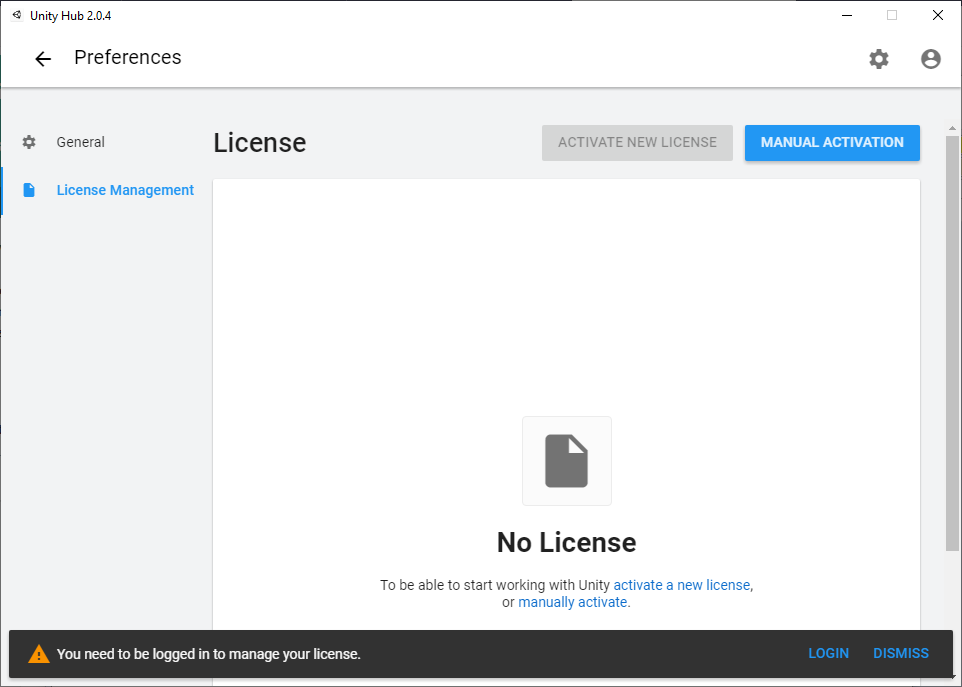 Unity Hub 2.0.4
Preferences
General
License Management
License
ACTIVATE NEW LICENSE
MANUAL ACTIVATION
No License
To be able to start working with Unity activate a new license,
or manually activate.
You need to be logged in to manage your license.
LOGIN
DISMISS